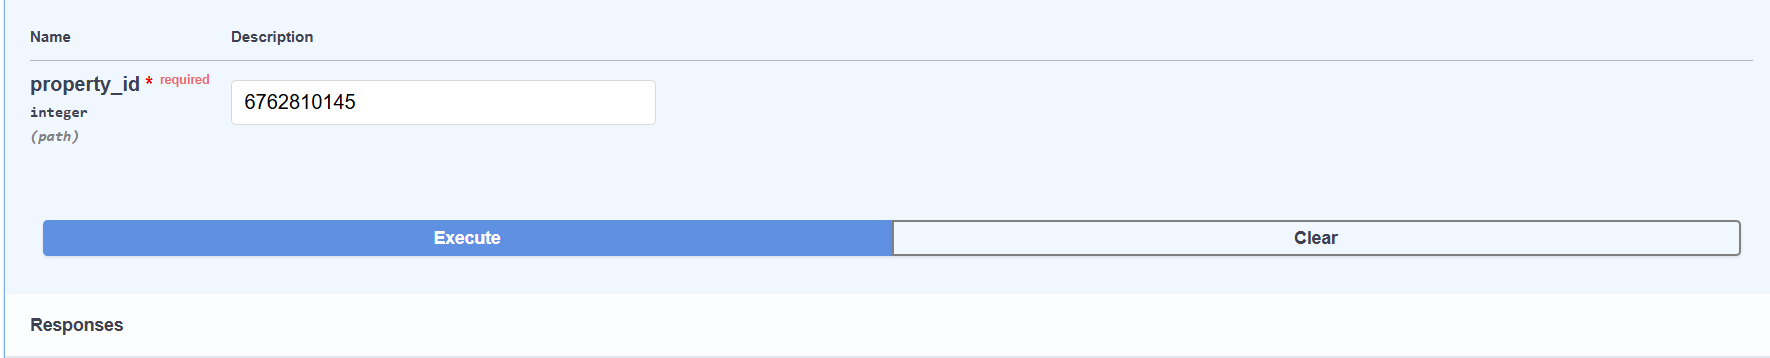 Name Description
property_id * required
6762810145
integer
(path)
Execute Clear
Responses